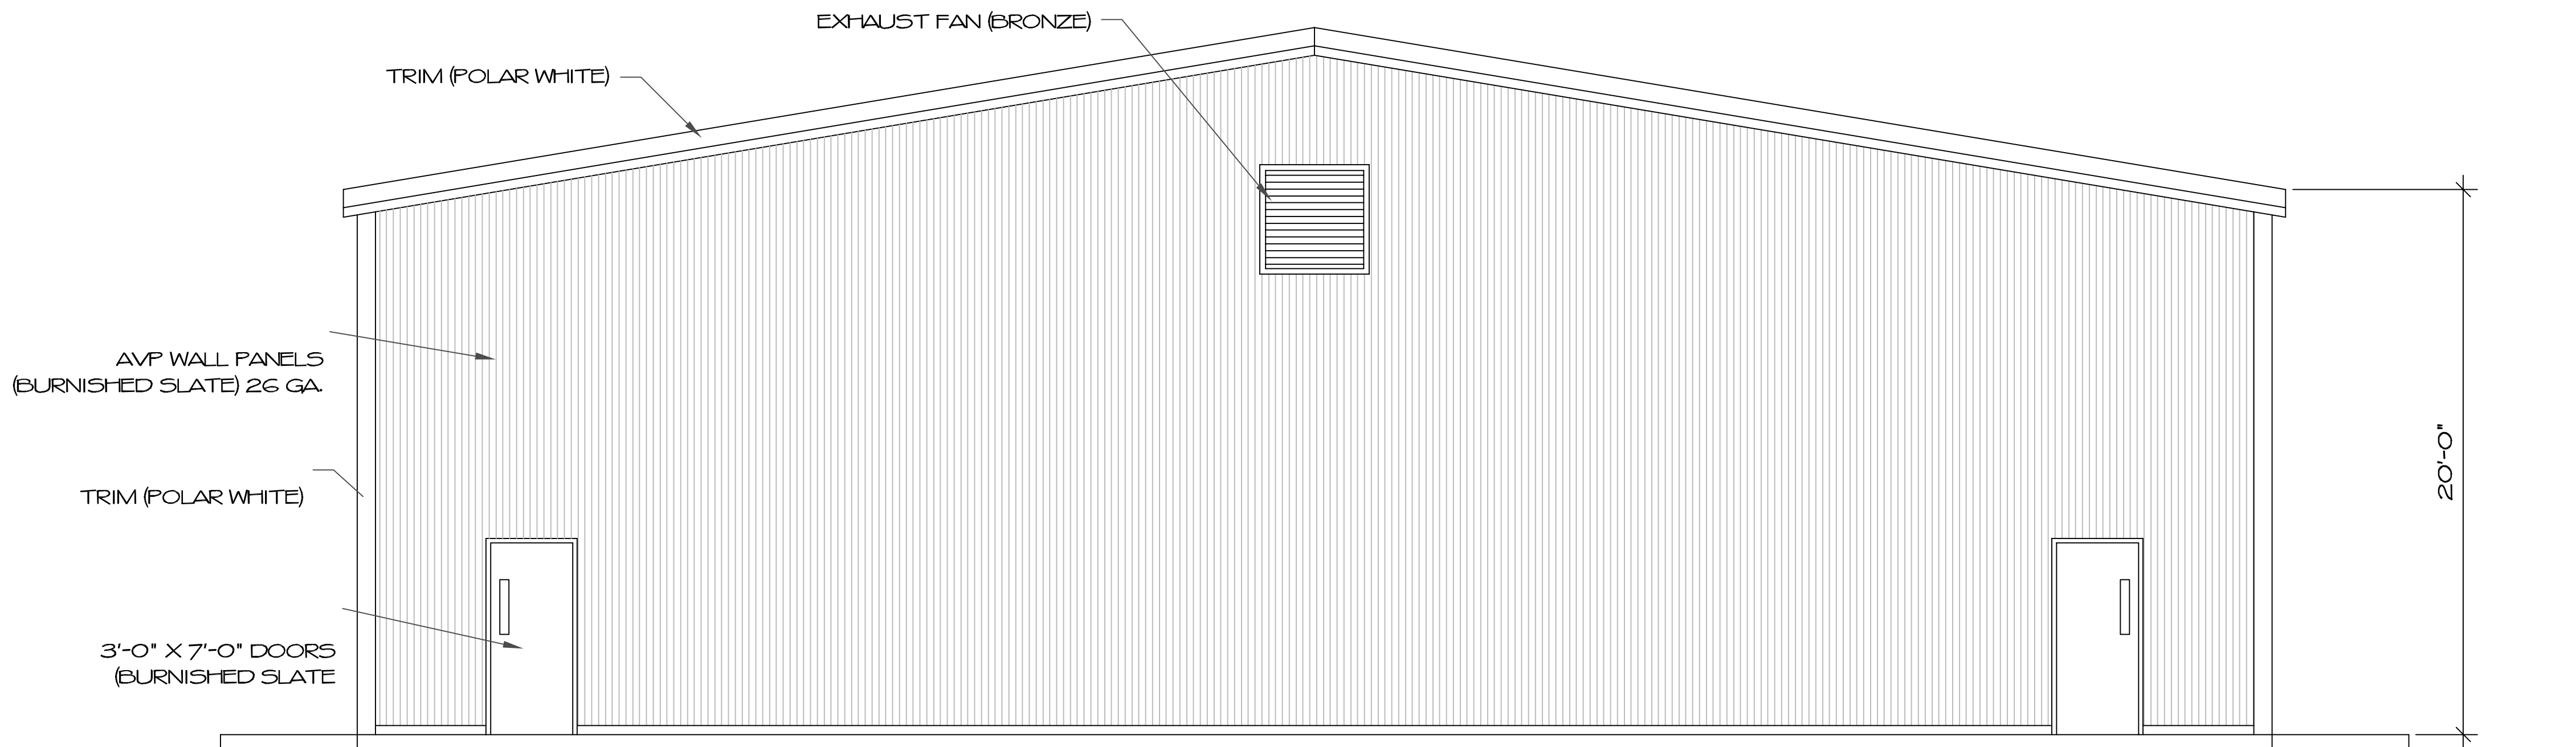 EXHAUST FAN (BRONZE)
TRIM (POLAR WHITE)
AVP WALL PANELS
(BURNISHED SLATE) 26 GA.
TRIM (POLAR WHITE)
20'-0"
3'-0" X 7'-0" DOORS
(BURNISHED SLATE